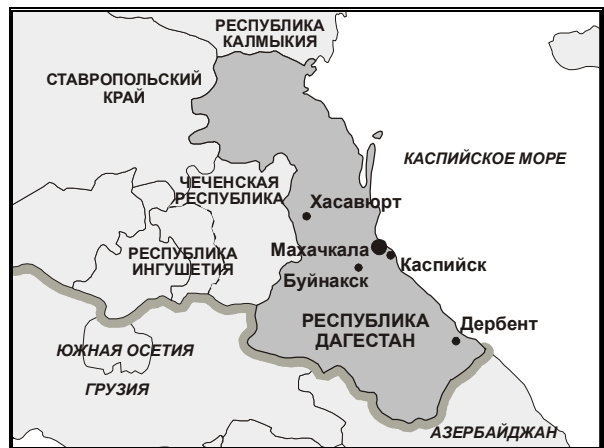 РЕСПУБЛИКА
КАЛМЫКИЯ
СТАВРОПОЛЬСКИЙ
КРАЙ
КАСПИЙСКОЕ МОРЕ
ЧЕЧЕНСКАЯ
РЕСПУБЛИКА
Хасавюрт
РЕСПУБЛИКА
ИНГУШЕТИЯ
Махачкала
Каспийск
Буйнакск
РЕСПУБЛИКА
ДАГЕСТАН
Дербент
ЮЖНАЯ ОСЕТИЯ
ГРУЗИЯ
АЗЕРБАЙДЖАН